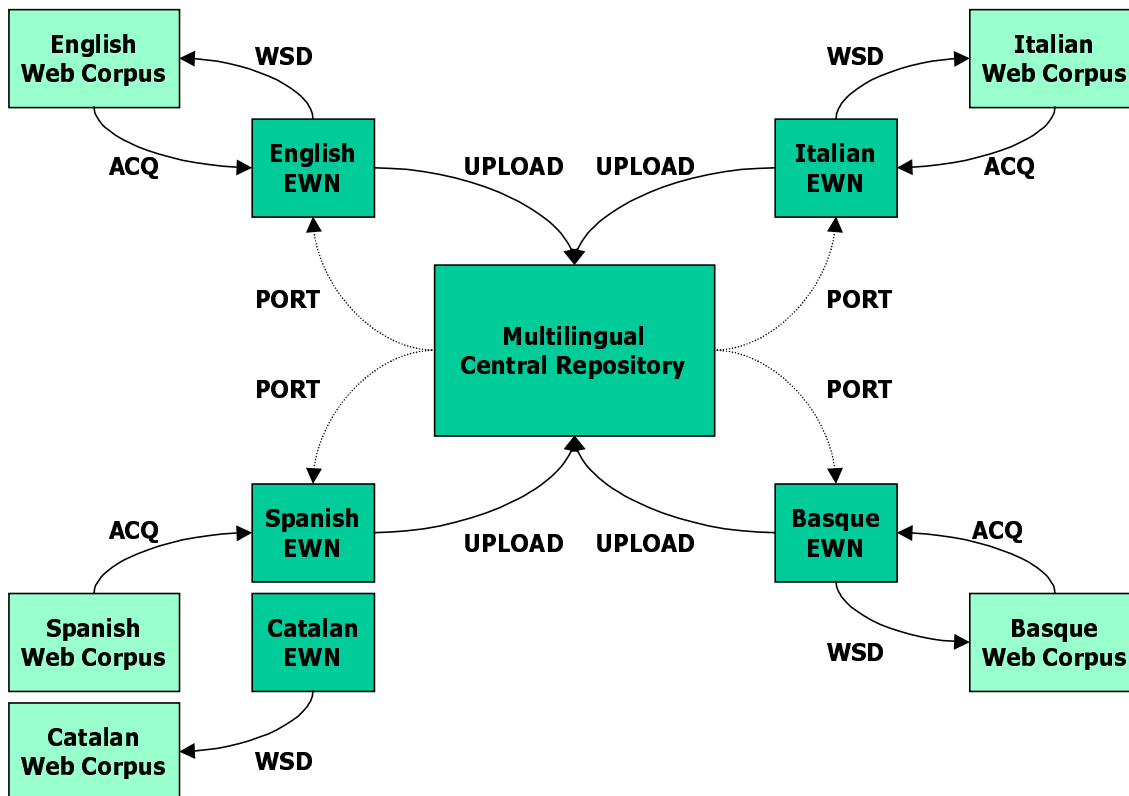 English
Web Corpus
WSD
WSD
Italian
Web Corpus
ACQ
English
EWN
UPLOAD
UPLOAD
Italian
EWN
ACQ
PORT
PORT
Multilingual
Central Repository
PORT
PORT
ACQ
Spanish
EWN
UPLOAD
UPLOAD
Basque
EWN
ACQ
Spanish
Web Corpus
Catalan
EWN
WSD
Basque
Web Corpus
Catalan
Web Corpus
WSD